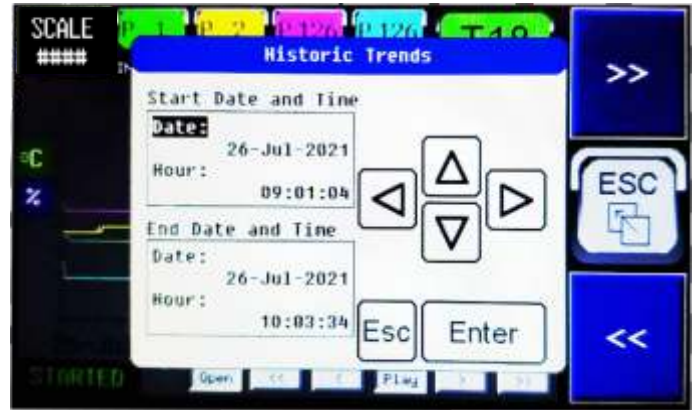 SCALE
####
Historic Trends
>>
Start Date and Time
Date:
26-Jul-2021
Hour:
09:01:04
°C
%
ESC
End Date and Time
Date:
26-Jul-2021
Hour:
10:03:34
Esc
Enter
<<
STARTED
Open
<<
<
Play
>
>>